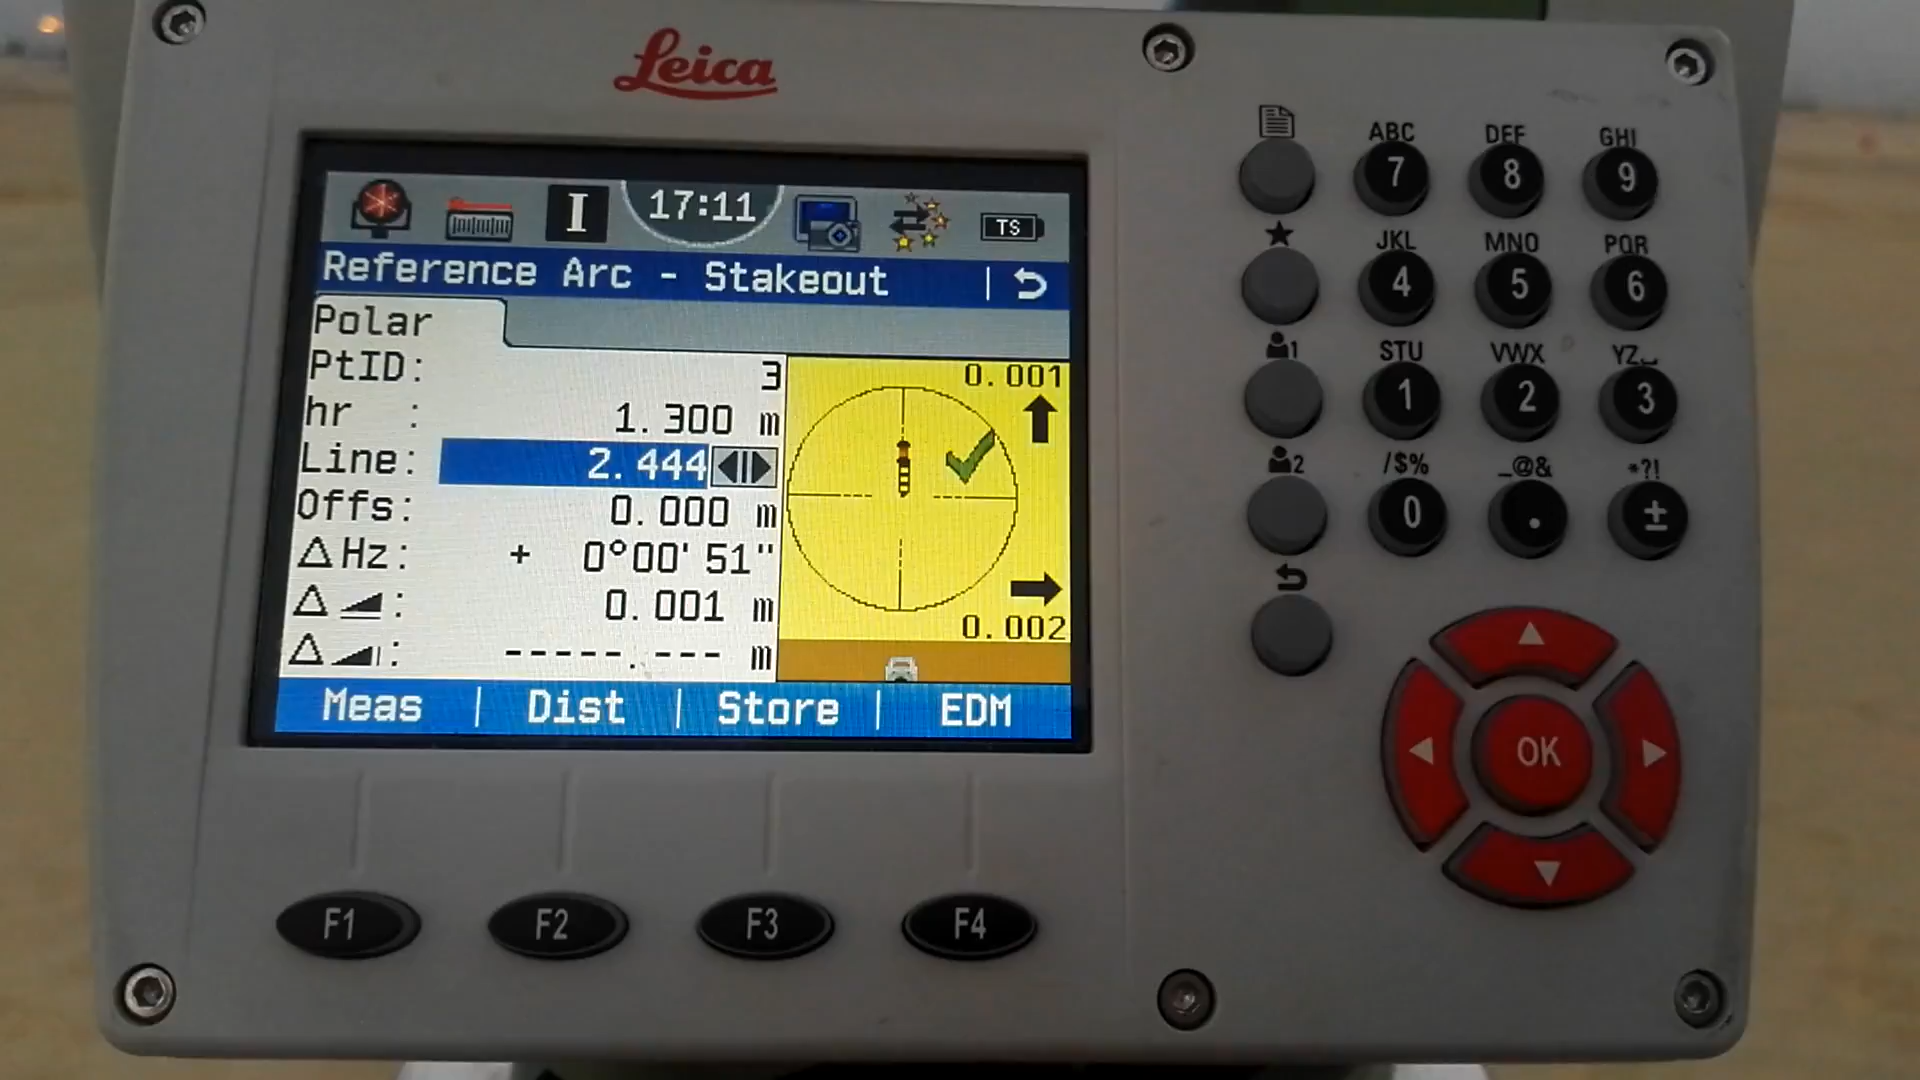 Leica
I 17:11 TS
Reference Arc - Stakeout
Polar
PtID: 3
hr : 1.300 m
Line: 2.444
Offs: 0.000 m
ΔHz: + 0°00'51"
Δ : 0.001 m
Δ : -----.--- m
0.001
0.002
Meas | Dist | Store | EDM
F1 F2 F3 F4
ABC DEF GHI
7 8 9
JKL MNO PQR
4 5 6
1 STU VWX YZ
1 2 3
2 /$% _@& *?!
0 . ±
OK